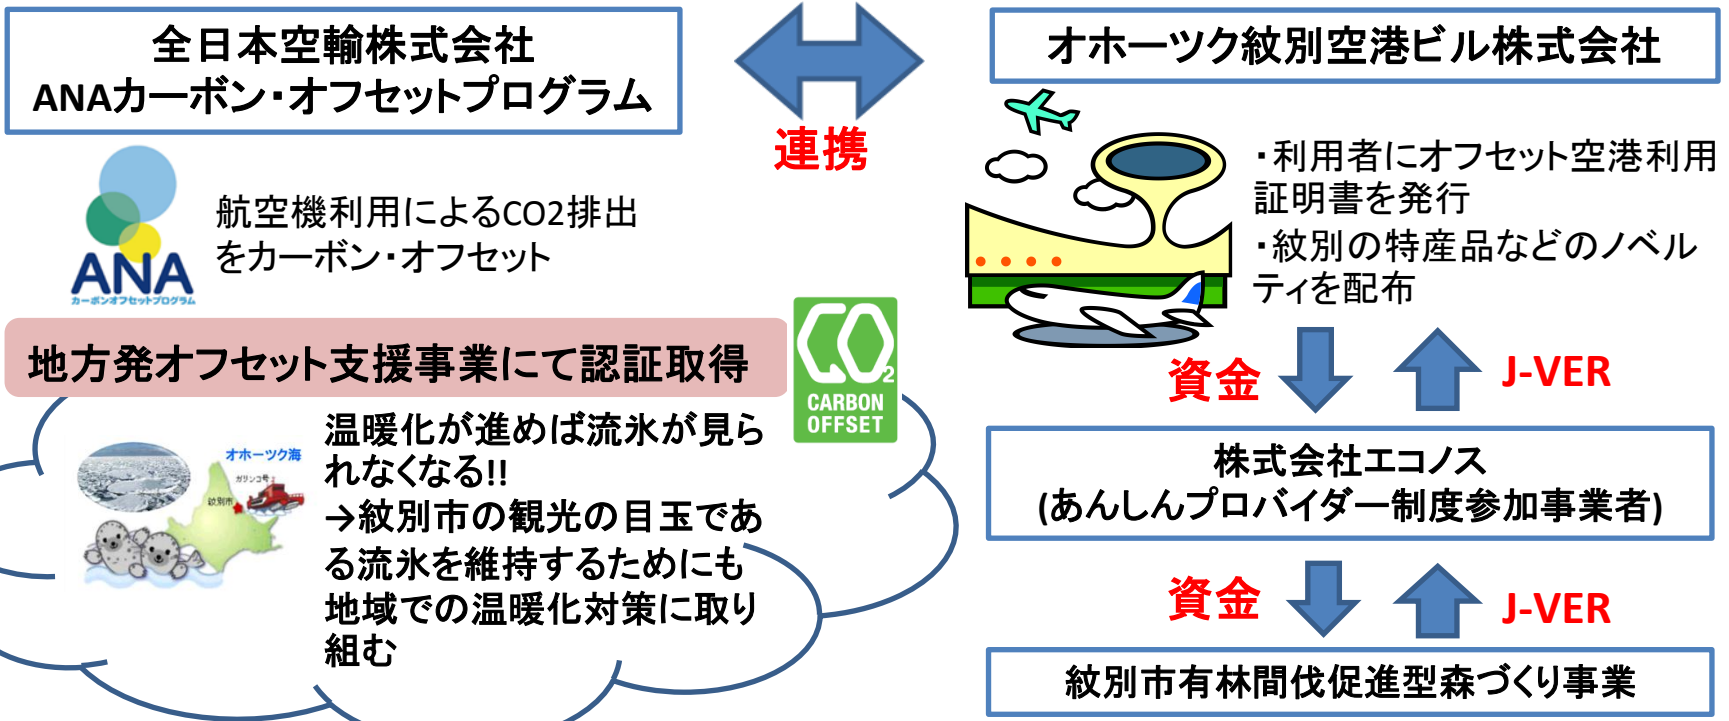 全日本空輸株式会社
ANAカーボン・オフセットプログラム
連携
オホーツク紋別空港ビル株式会社
ANA
カーボンオフセットプログラム
航空機利用によるCO2排出
をカーボン・オフセット
・利用者にオフセット空港利用
証明書を発行
・紋別の特産品などのノベル
ティを配布
地方発オフセット支援事業にて認証取得
CO2
CARBON
OFFSET
オホーツク海
ガリンコ号2
紋別市
温暖化が進めば流氷が見ら
れなくなる!!
→紋別市の観光の目玉であ
る流氷を維持するためにも
地域での温暖化対策に取り
組む
資金
J-VER
株式会社エコノス
(あんしんプロバイダー制度参加事業者)
資金
J-VER
紋別市有林間伐促進型森づくり事業